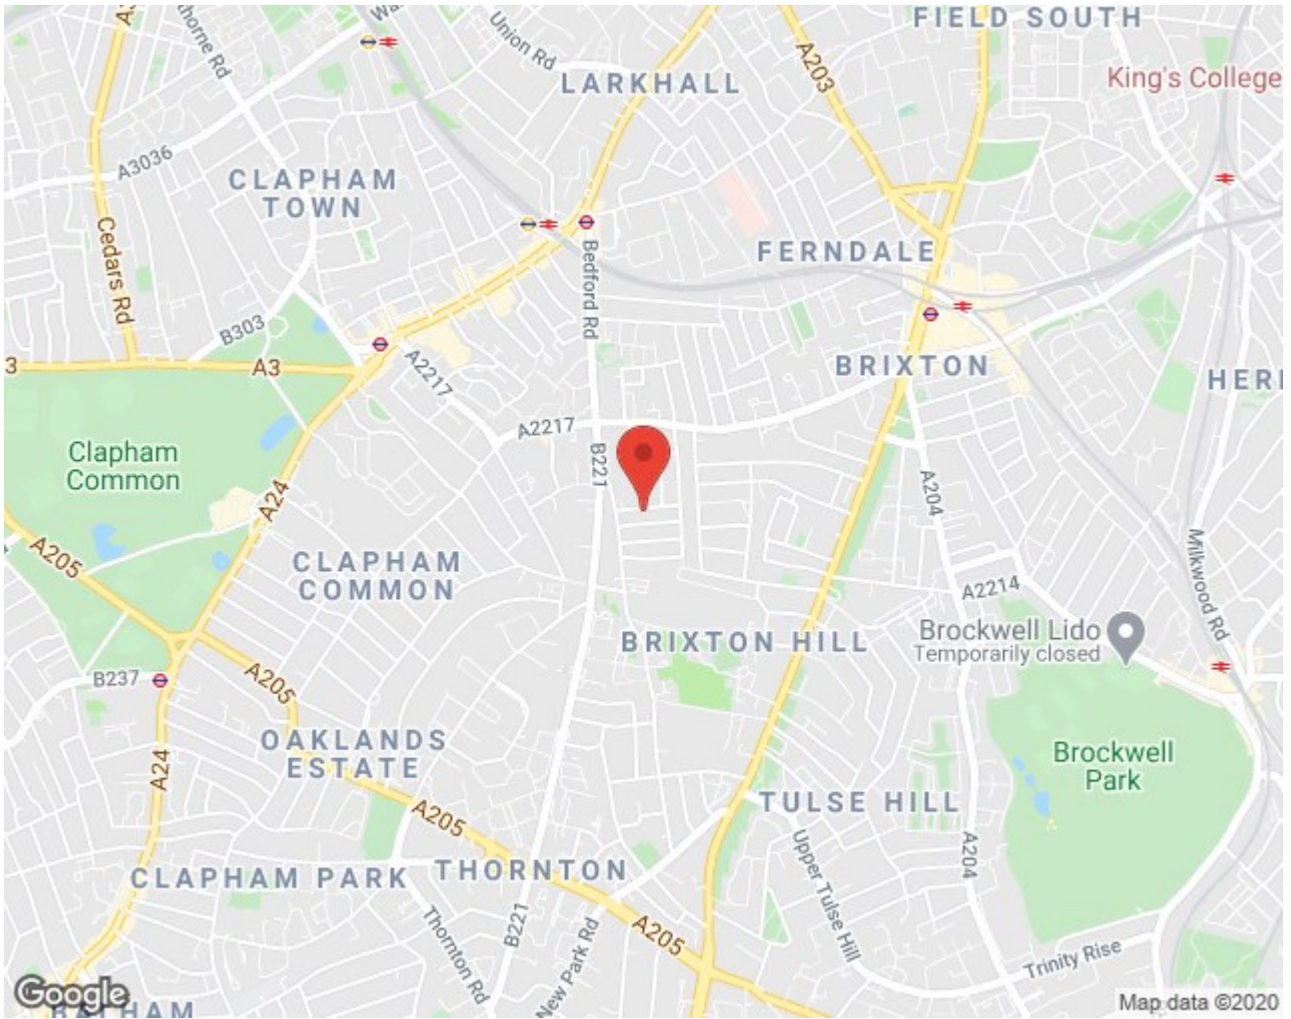 FIELD SOUTH
Union Rd
A203
LARKHALL
King's College
A3036
CLAPHAM
TOWN
Cedars Rd
Bedford Rd
FERNDALE
B303
A3
A2217
BRIXTON
3
A2217
B221
Clapham
Common
A24
A204
A205
CLAPHAM
COMMON
A2214
Milkwood Rd
Brockwell Lido
Temporarily closed
BRIXTON HILL
B237
A205
OAKLANDS
ESTATE
Brockwell
Park
A24
TULSE HILL
A205
Upper Tulse Hill
A204
CLAPHAM PARK
THORNTON
Thornton Rd
B221
New Park Rd
A205
Trinity Rise
Google
Map data ©2020